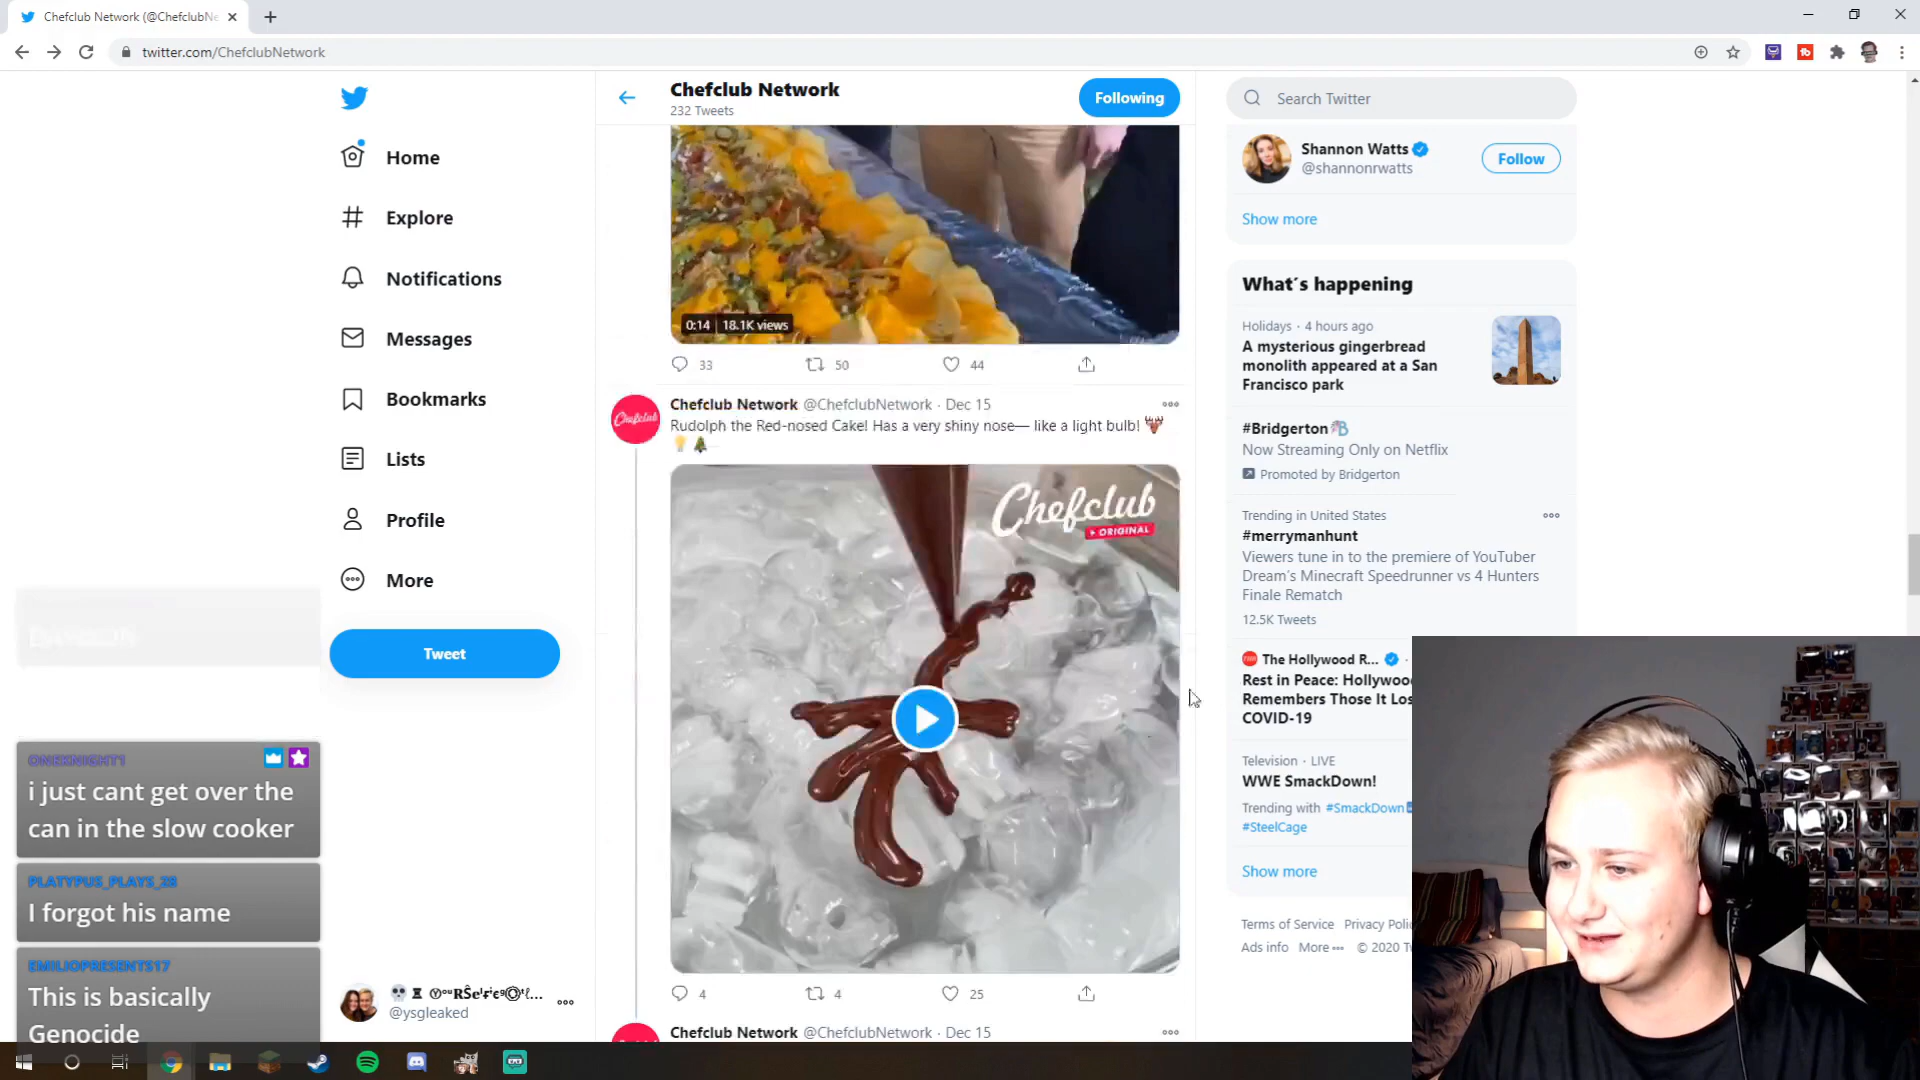 Chefclub Network (@ChefclubNe
twitter.com/ChefclubNetwork
Home
Explore
Notifications
Messages
Bookmarks
Lists
Profile
More
Tweet
ONEKNIGHT1
i just cant get over the
can in the slow cooker
PLATYPUS_PLAYS_28
I forgot his name
EMILIOPRESENTS17
This is basically
Genocide
@ysgleaked
Chefclub Network
232 Tweets
Following
0:14 18.1K views
33 50 44
Chefclub Network @ChefclubNetwork · Dec 15
Rudolph the Red-nosed Cake! Has a very shiny nose— like a light bulb!
Chefclub
ORIGINAL
4 4 25
Chefclub Network @ChefclubNetwork · Dec 15
Search Twitter
Shannon Watts
@shannonrwatts
Follow
Show more
What's happening
Holidays · 4 hours ago
A mysterious gingerbread
monolith appeared at a San
Francisco park
#Bridgerton
Now Streaming Only on Netflix
Promoted by Bridgerton
Trending in United States
#merrymanhunt
Viewers tune in to the premiere of YouTuber
Dream's Minecraft Speedrunner vs 4 Hunters
Finale Rematch
12.5K Tweets
The Hollywood R... ·
Rest in Peace: Hollywoo
Remembers Those It Los
COVID-19
Television · LIVE
WWE SmackDown!
Trending with #SmackDown
#SteelCage
Show more
Terms of Service Privacy Polic
Ads info More ··· © 2020 Tw